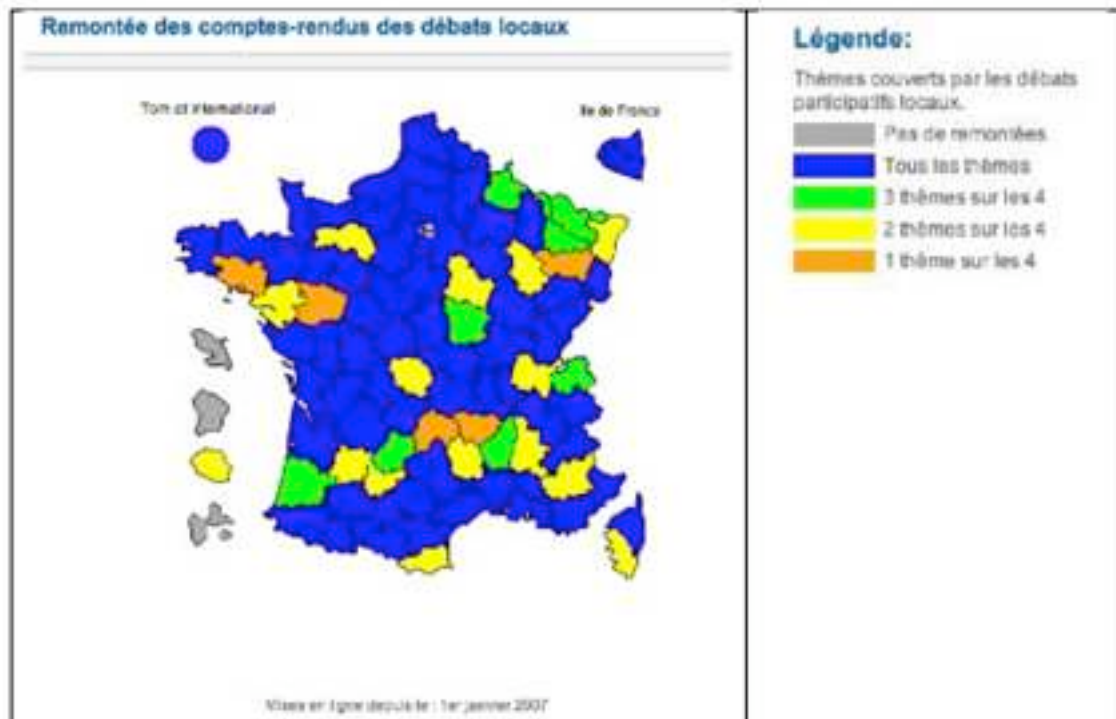 Remontée des comptes-rendus des débats locaux
Tom et international
Ile de France
Mises en ligne depuis le : 1er janvier 2007
Légende:
Thèmes couverts par les débats
participatifs locaux.
Pas de remontées
Tous les thèmes
3 thèmes sur les 4
2 thèmes sur les 4
1 thème sur les 4